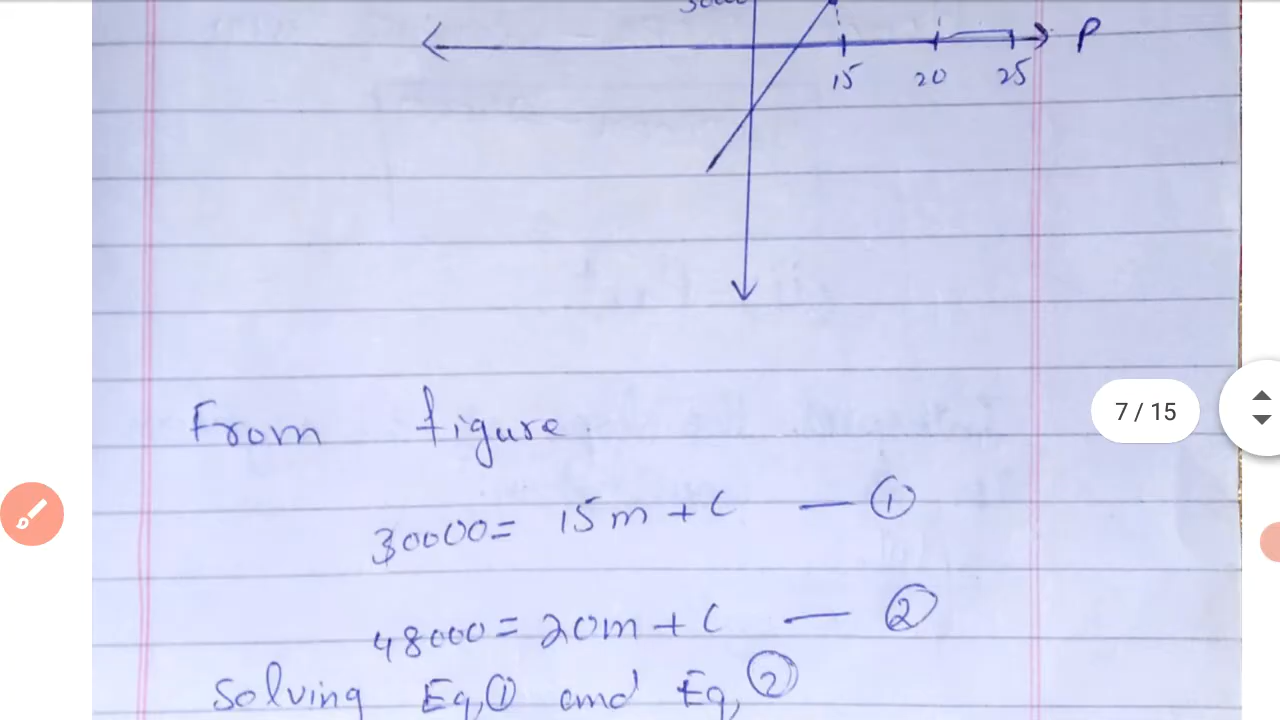 P
15 20 25
7 / 15
From figure.
30000 = 15m + C — ①
48000 = 20m + C — ②
Solving Eq, ① and Eq, ②